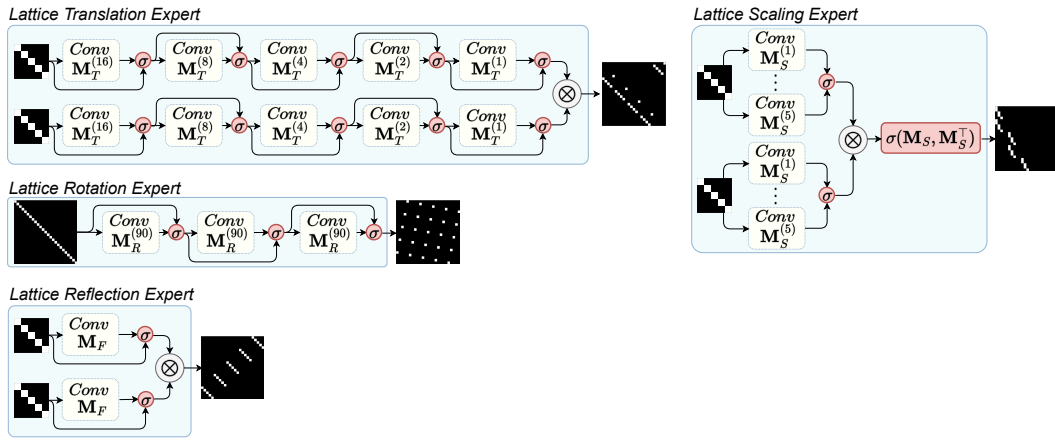 Lattice Translation Expert
Conv Conv Conv Conv Conv
M_T^(16) σ M_T^(8) σ M_T^(4) σ M_T^(2) σ M_T^(1) σ
⊗
Conv Conv Conv Conv Conv
M_T^(16) σ M_T^(8) σ M_T^(4) σ M_T^(2) σ M_T^(1) σ
Lattice Rotation Expert
Conv Conv Conv
M_R^(90) σ M_R^(90) σ M_R^(90) σ
Lattice Reflection Expert
Conv
M_F σ
⊗
Conv
M_F σ
Lattice Scaling Expert
Conv
M_S^(1)
⋮ σ
Conv
M_S^(5)
⊗ σ(M_S, M_S^⊤)
Conv
M_S^(1)
⋮ σ
Conv
M_S^(5)